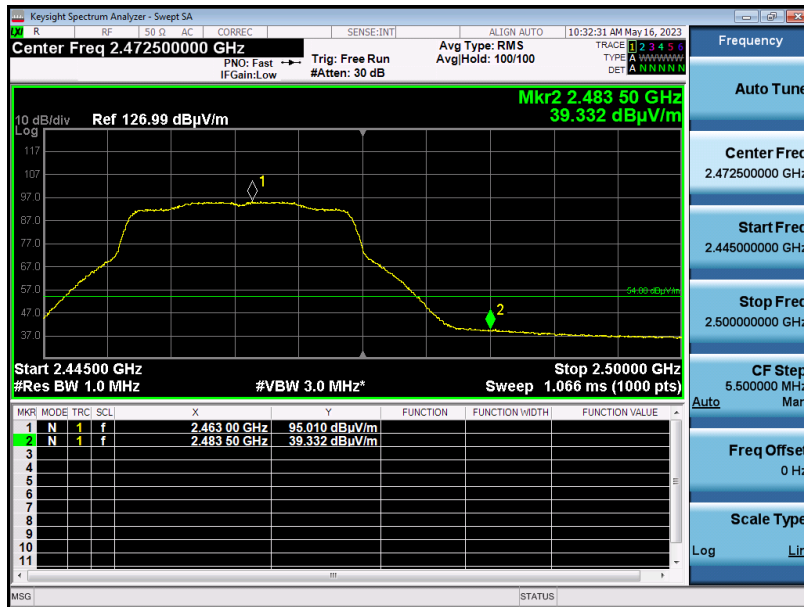 Keysight Spectrum Analyzer - Swept SA
LXI R RF 50 Ω AC CORREC SENSE:INT ALIGN AUTO 10:32:31 AM May 16, 2023
Center Freq 2.472500000 GHz
PNO: Fast
IFGain:Low
Trig: Free Run
#Atten: 30 dB
Avg Type: RMS
Avg|Hold: 100/100
TRACE 1 2 3 4 5 6
TYPE A WWWWW
DET A N N N N N
Mkr2 2.483 50 GHz
39.332 dBµV/m
10 dB/div Ref 126.99 dBµV/m
Log
117
107
97.0
87.0
77.0
67.0
57.0
47.0
37.0
1
54.00 dBµV/m
2
Start 2.44500 GHz Stop 2.50000 GHz
#Res BW 1.0 MHz #VBW 3.0 MHz* Sweep 1.066 ms (1000 pts)
MKR MODE TRC SCL X Y FUNCTION FUNCTION WIDTH FUNCTION VALUE
1 N 1 f 2.463 00 GHz 95.010 dBµV/m
2 N 1 f 2.483 50 GHz 39.332 dBµV/m
3
4
5
6
7
8
9
10
11
MSG STATUS
Frequency
Auto Tune
Center Freq
2.472500000 GHz
Start Freq
2.445000000 GHz
Stop Freq
2.500000000 GHz
CF Step
5.500000 MHz
Auto Man
Freq Offset
0 Hz
Scale Type
Log Lin